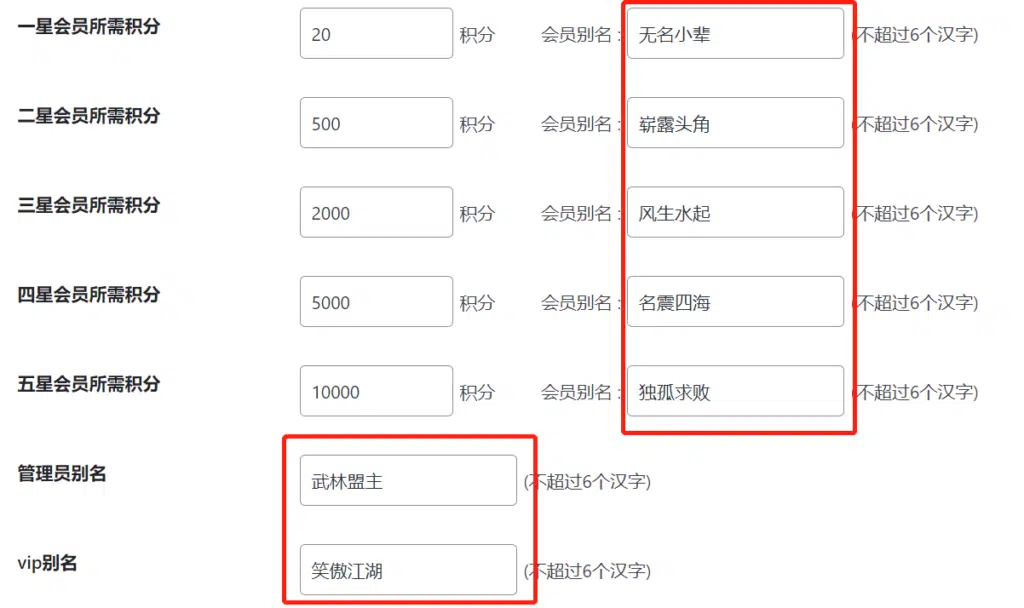 一星会员所需积分 20 积分 会员别名 : 无名小辈 (不超过6个汉字)
二星会员所需积分 500 积分 会员别名 : 崭露头角 (不超过6个汉字)
三星会员所需积分 2000 积分 会员别名 : 风生水起 (不超过6个汉字)
四星会员所需积分 5000 积分 会员别名 : 名震四海 (不超过6个汉字)
五星会员所需积分 10000 积分 会员别名 : 独孤求败 (不超过6个汉字)
管理员别名 武林盟主 (不超过6个汉字)
vip别名 笑傲江湖 (不超过6个汉字)